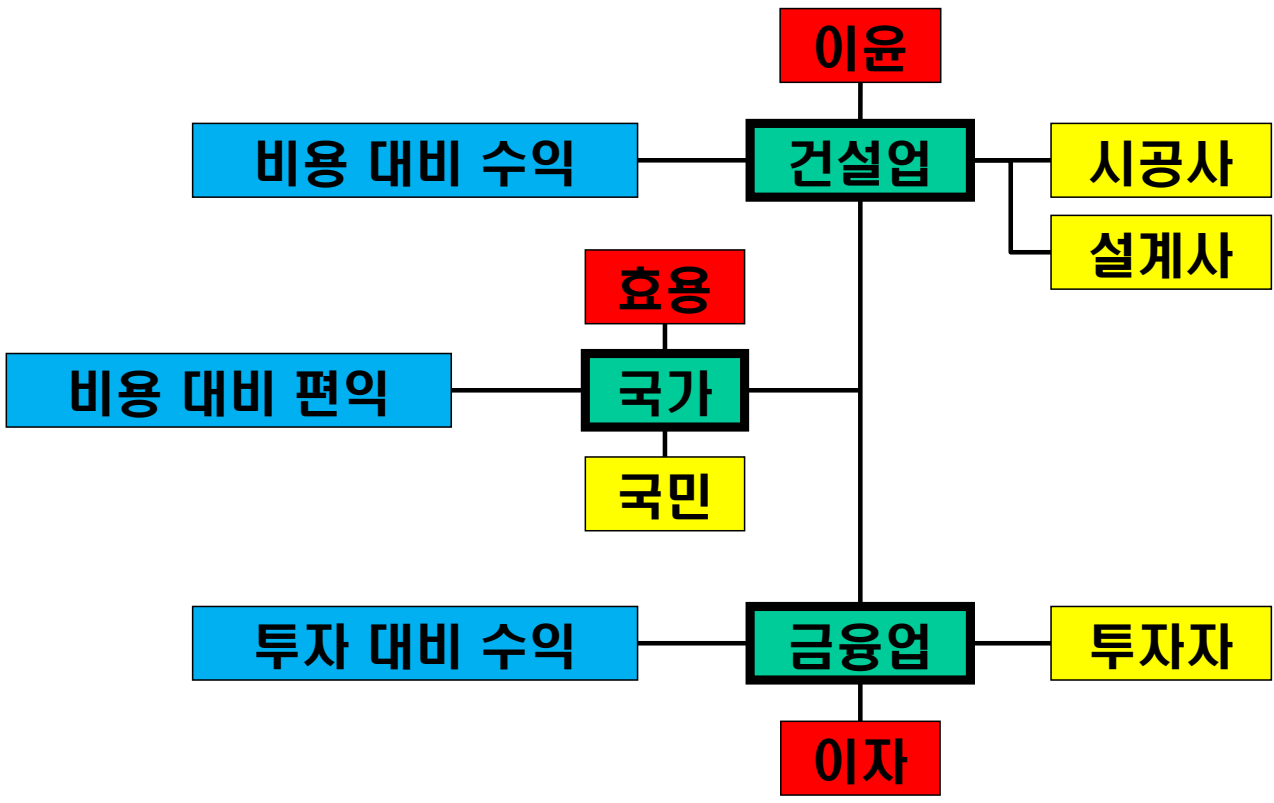 이윤
비용 대비 수익
건설업
시공사
설계사
효용
비용 대비 편익
국가
국민
투자 대비 수익
금융업
투자자
이자